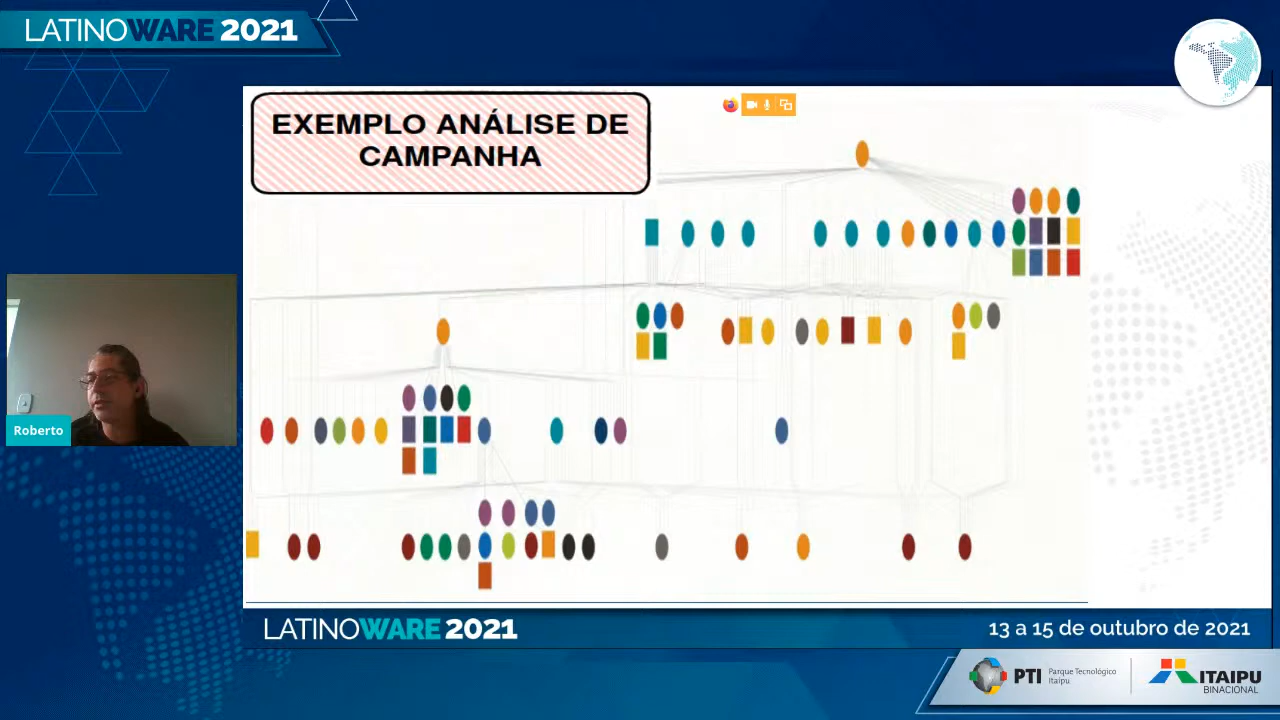 LATINOWARE 2021
EXEMPLO ANÁLISE DE
CAMPANHA
Roberto
LATINOWARE 2021
13 a 15 de outubro de 2021
PTI
Parque Tecnológico
Itaipu
ITAIPU
BINACIONAL